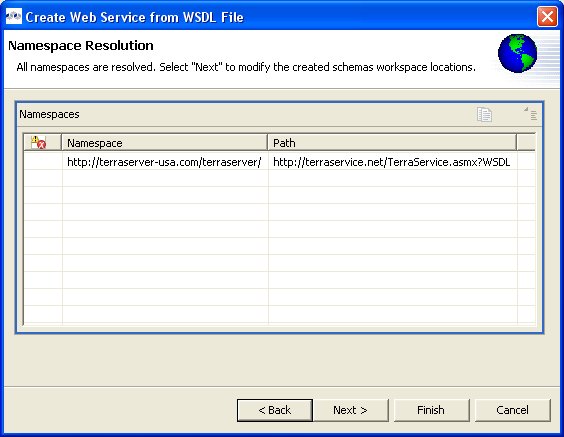 Create Web Service from WSDL File
Namespace Resolution
All namespaces are resolved. Select "Next" to modify the created schemas workspace locations.
Namespaces
Namespace Path
http://terraserver-usa.com/terraserver/ http://terraservice.net/TerraService.asmx?WSDL
< Back Next > Finish Cancel